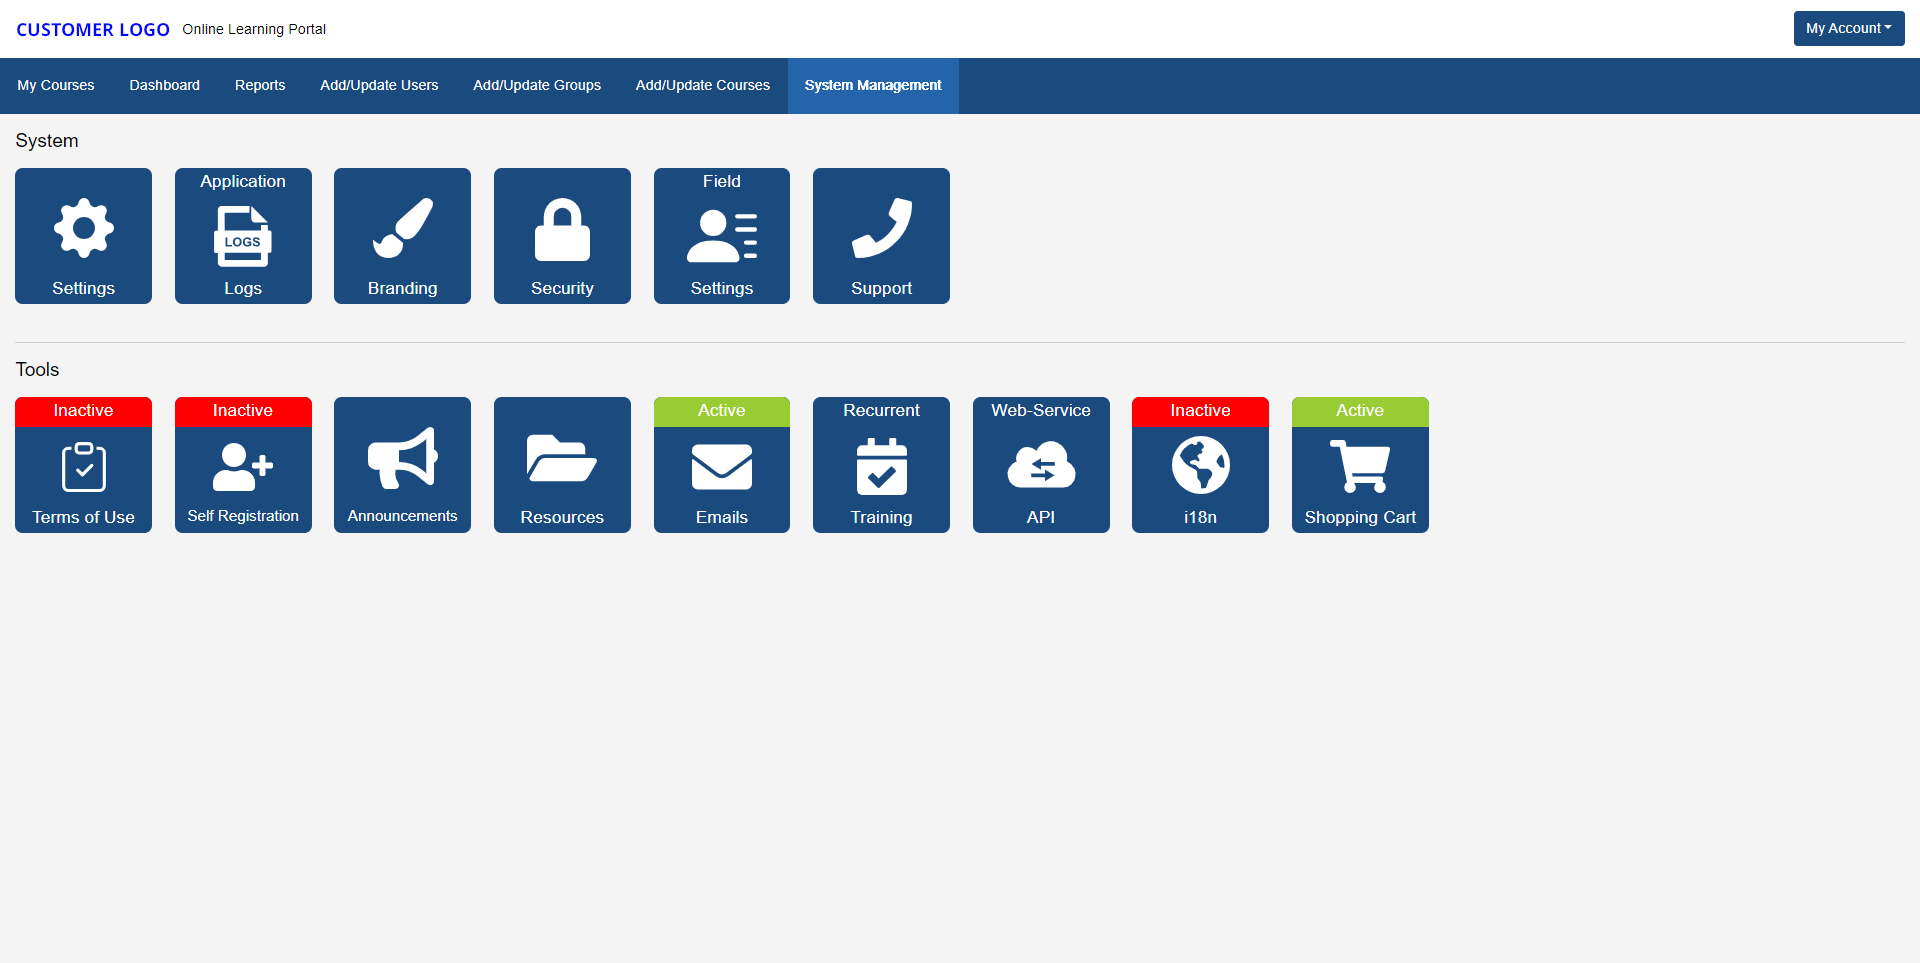 CUSTOMER LOGO Online Learning Portal My Account
My Courses Dashboard Reports Add/Update Users Add/Update Groups Add/Update Courses System Management
System
Application Field
LOGS
Settings Logs Branding Security Settings Support
Tools
Inactive Inactive Active Recurrent Web-Service Inactive Active
Terms of Use Self Registration Announcements Resources Emails Training API i18n Shopping Cart